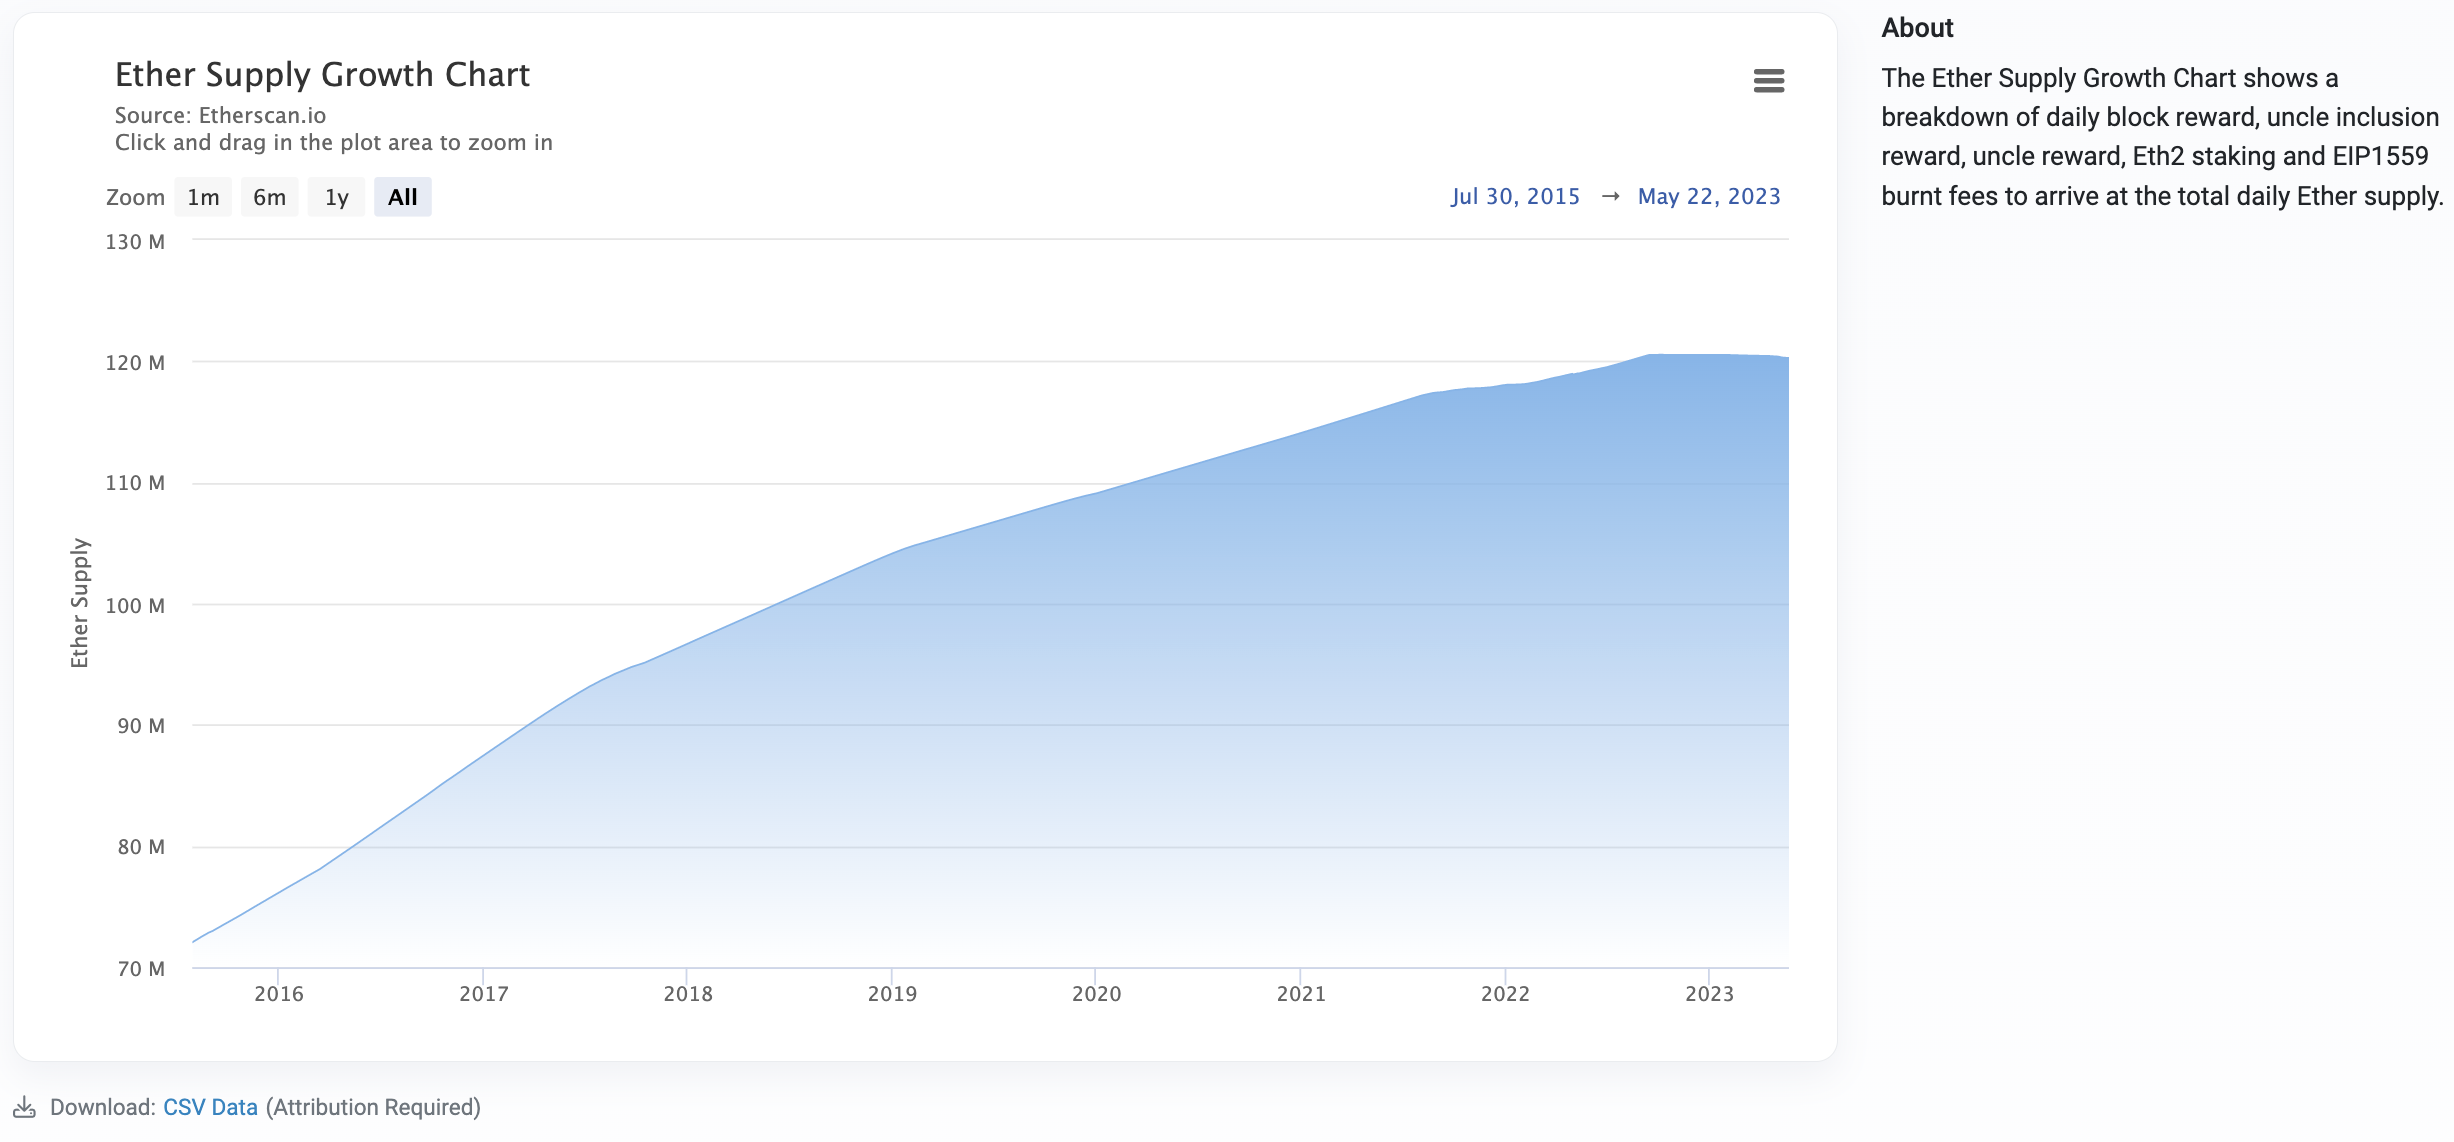 Ether Supply Growth Chart
Source: Etherscan.io
Click and drag in the plot area to zoom in
Zoom 1m 6m 1y All
Jul 30, 2015 → May 22, 2023
130 M
120 M
110 M
100 M
90 M
80 M
70 M
Ether Supply
2016 2017 2018 2019 2020 2021 2022 2023
Download: CSV Data (Attribution Required)
About
The Ether Supply Growth Chart shows a
breakdown of daily block reward, uncle inclusion
reward, uncle reward, Eth2 staking and EIP1559
burnt fees to arrive at the total daily Ether supply.